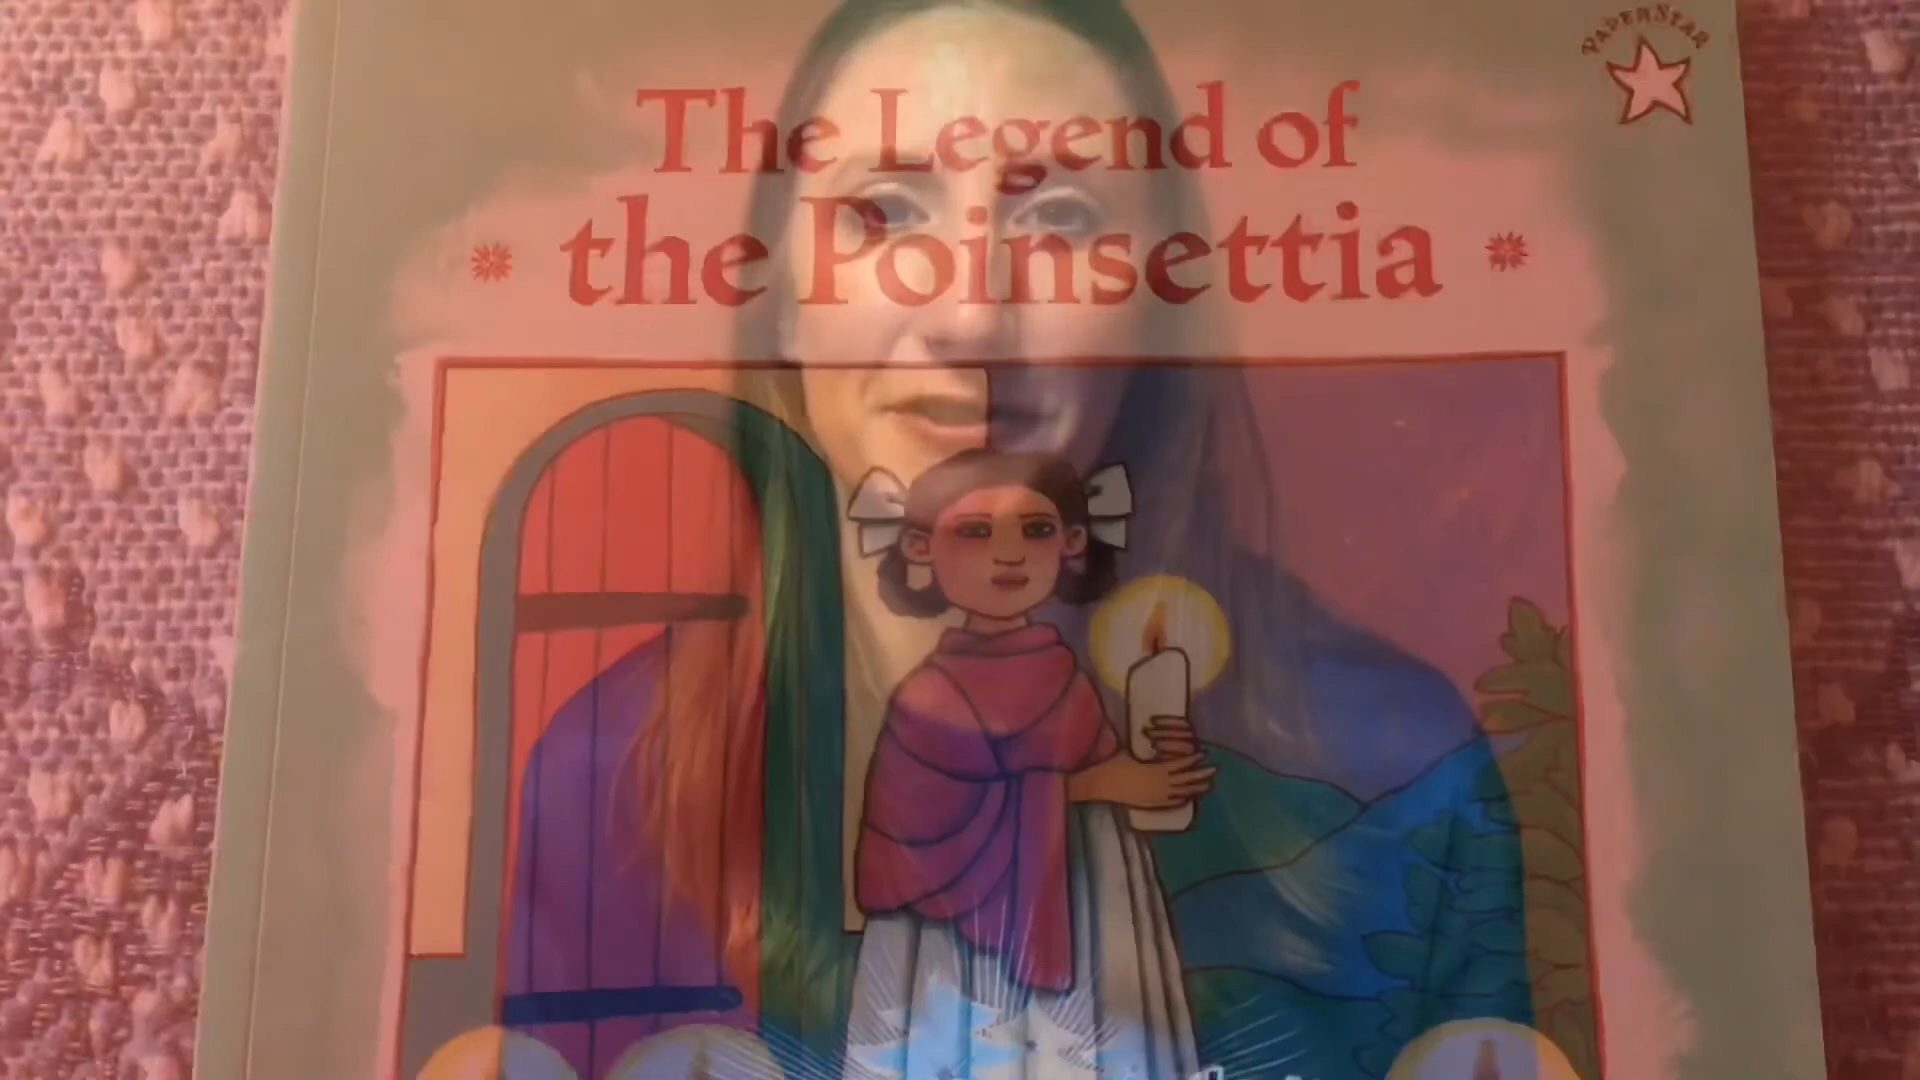 PAPERSTAR
The Legend of
the Poinsettia